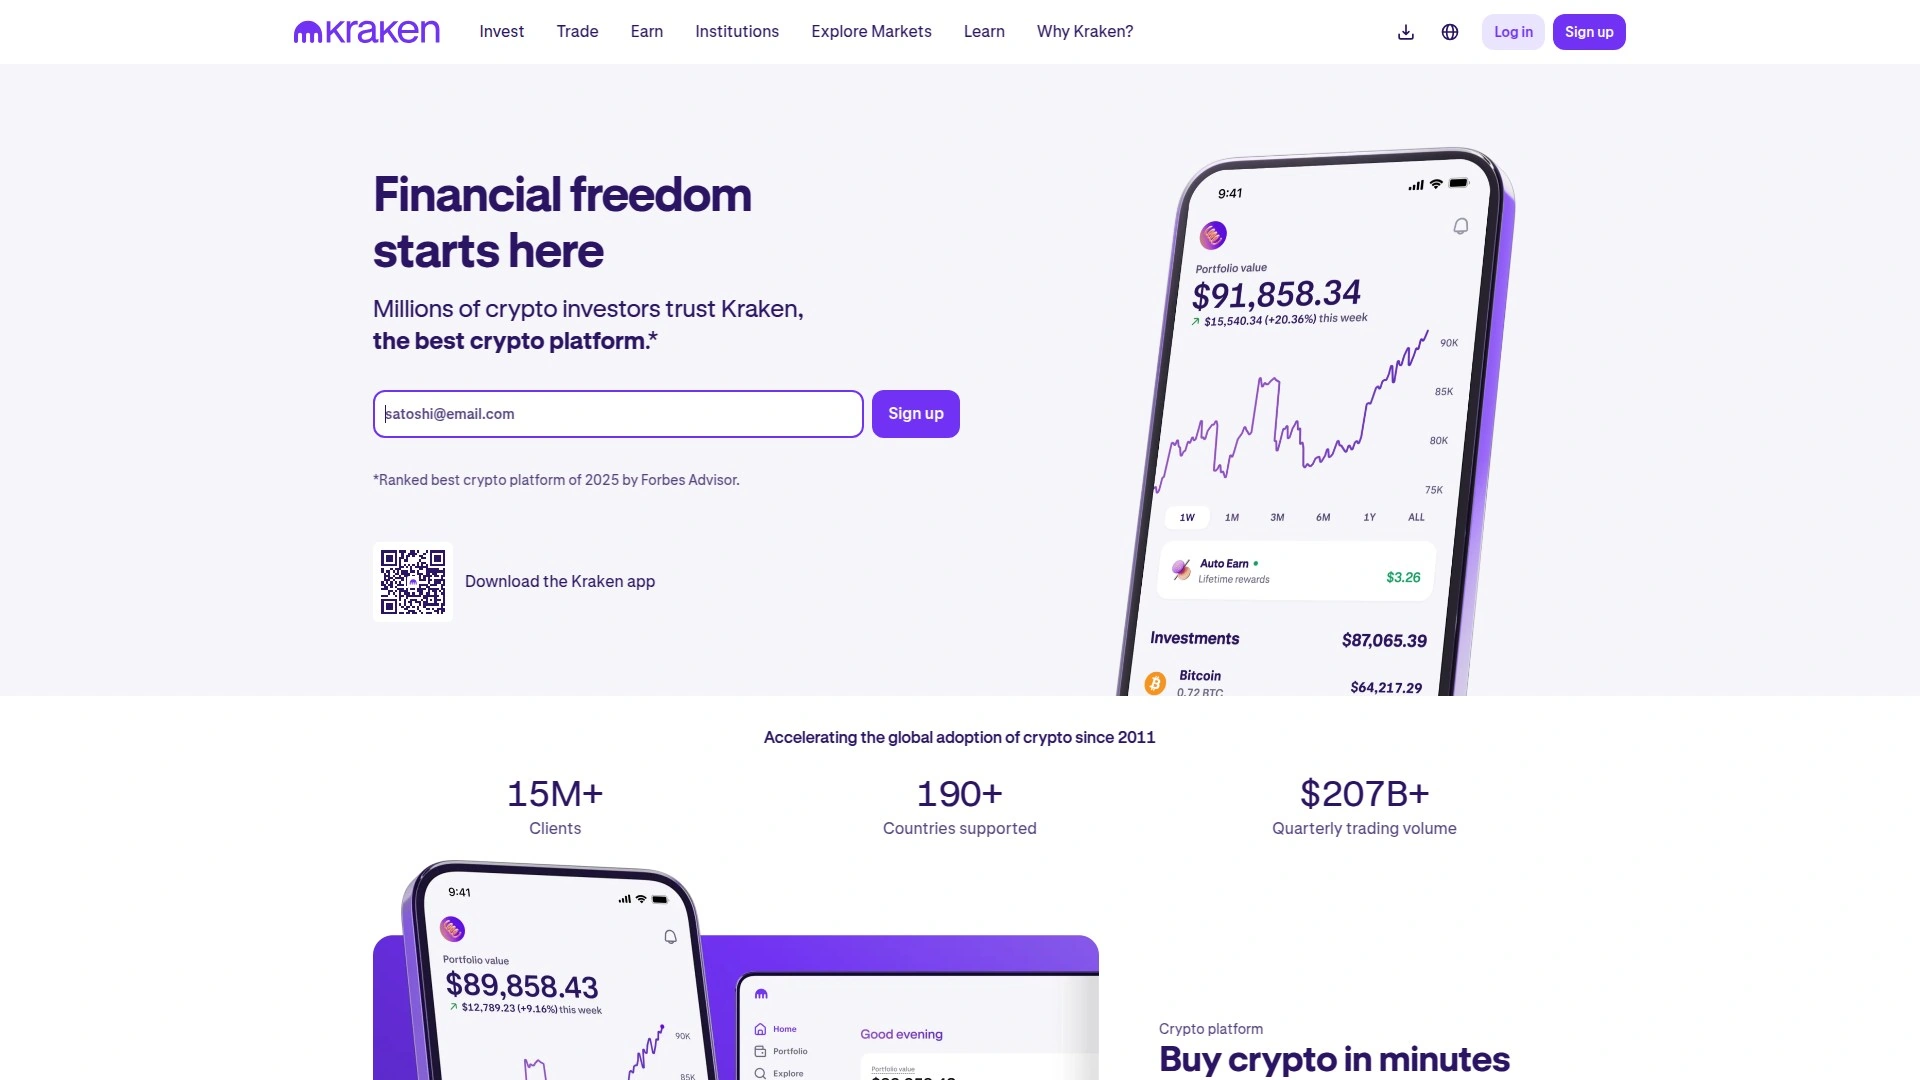 kraken
Invest
Trade
Earn
Institutions
Explore Markets
Learn
Why Kraken?
Log in
Sign up
Financial freedom
starts here
Millions of crypto investors trust Kraken,
the best crypto platform.*
satoshi@email.com
Sign up
*Ranked best crypto platform of 2025 by Forbes Advisor.
Download the Kraken app
9:41
Portfolio value
$91,858.34
$15,540.34 (+20.36%) this week
90K
85K
80K
75K
1W
1M
3M
6M
1Y
ALL
Auto Earn
Lifetime rewards
$3.26
Investments
$87,065.39
Bitcoin
0.72 BTC
$64,217.29
Accelerating the global adoption of crypto since 2011
15M+
Clients
190+
Countries supported
$207B+
Quarterly trading volume
9:41
Portfolio value
$89,858.43
$12,789.23 (+9.16%) this week
90K
85K
Home
Portfolio
Explore
Good evening
Portfolio value
Crypto platform
Buy crypto in minutes